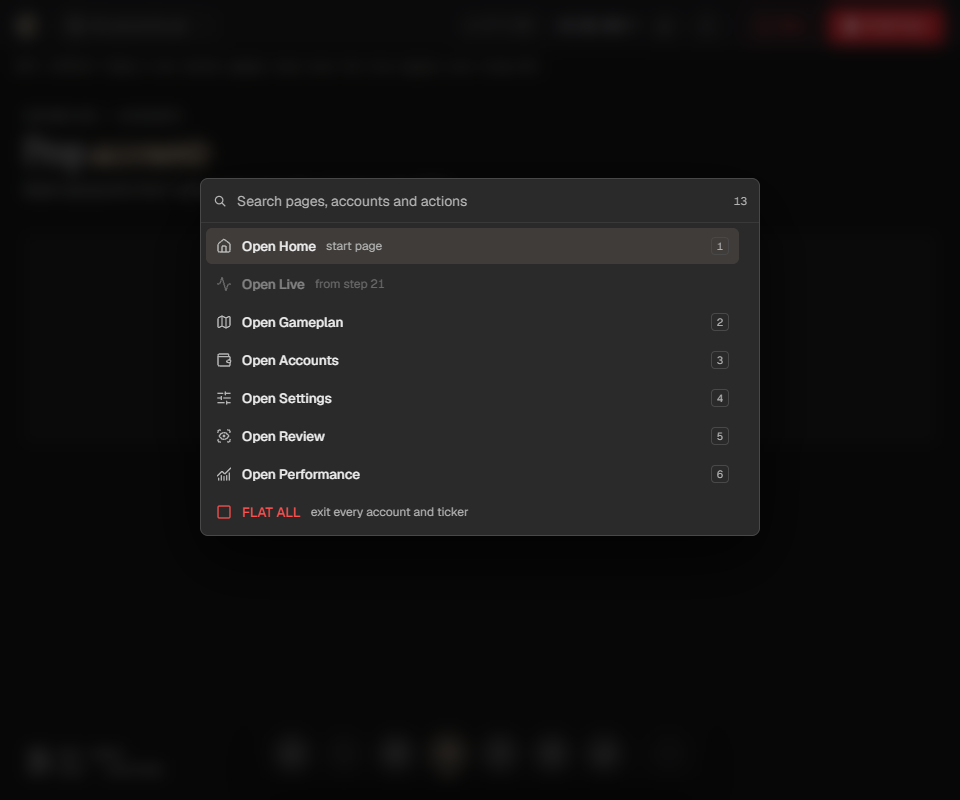 Search pages, accounts and actions 13
Open Home start page 1
Open Live from step 21
Open Gameplan 2
Open Accounts 3
Open Settings 4
Open Review 5
Open Performance 6
FLAT ALL exit every account and ticker